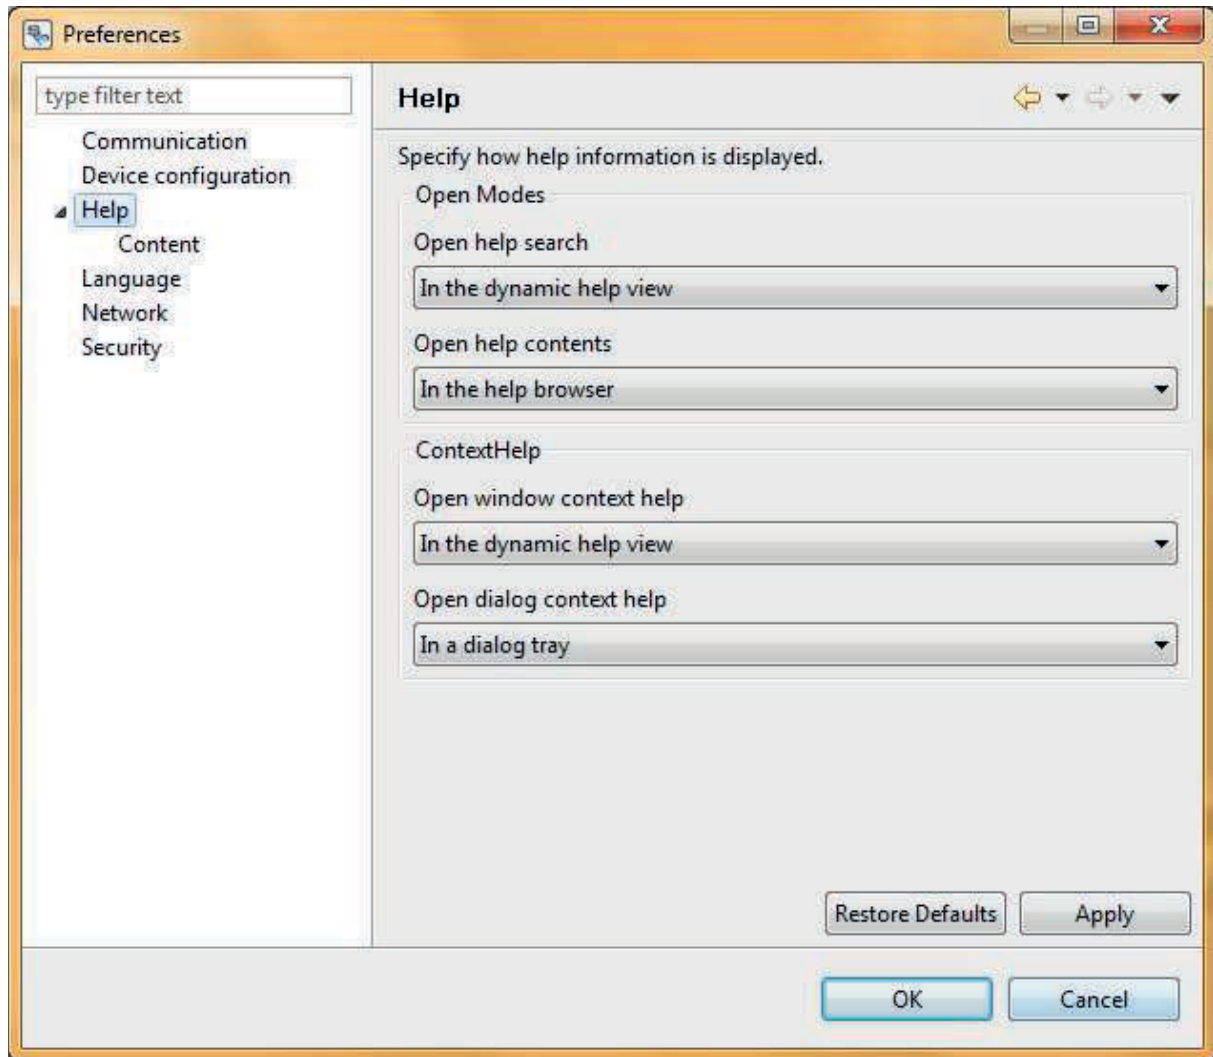 Preferences
type filter text
Communication
Device configuration
Help
Content
Language
Network
Security
Help
Specify how help information is displayed.
Open Modes
Open help search
In the dynamic help view
Open help contents
In the help browser
ContextHelp
Open window context help
In the dynamic help view
Open dialog context help
In a dialog tray
Restore Defaults
Apply
OK
Cancel